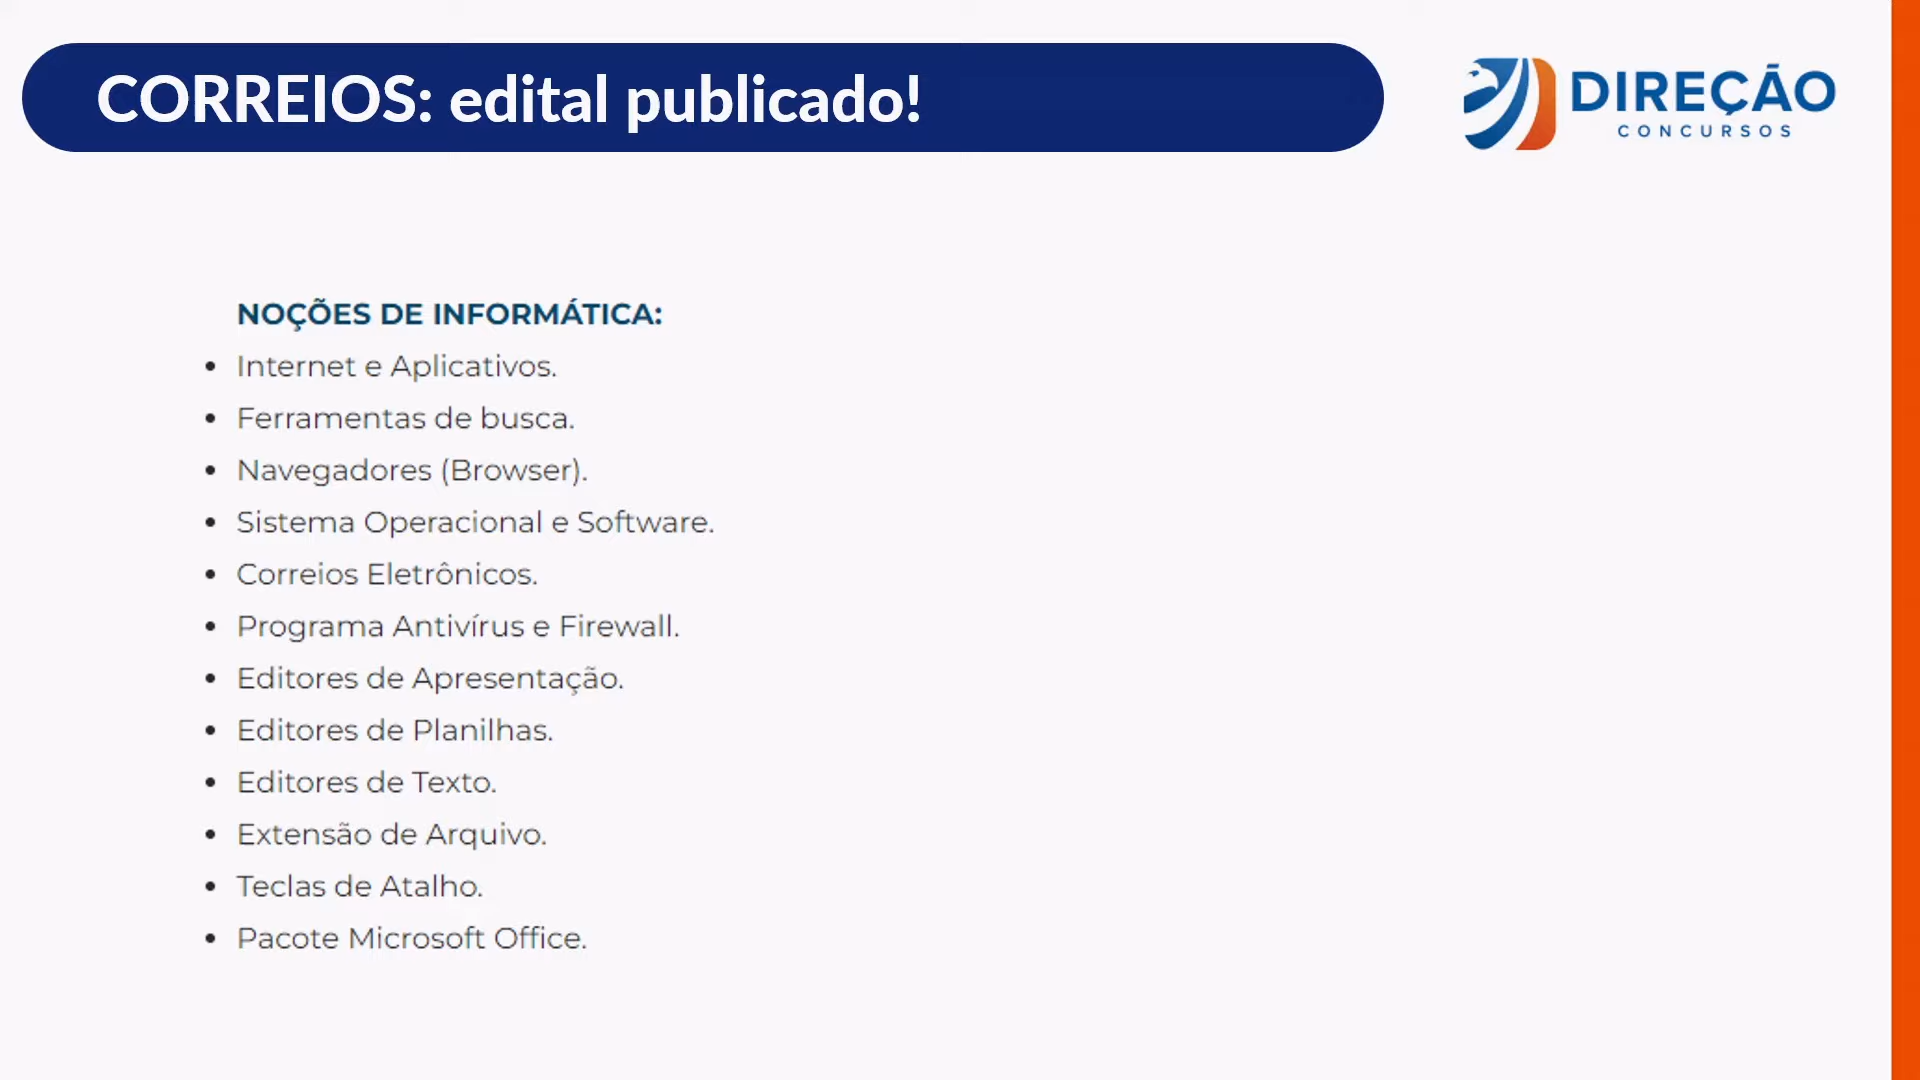 CORREIOS: edital publicado!
DIREÇÃO
CONCURSOS
NOÇÕES DE INFORMÁTICA:
• Internet e Aplicativos.
• Ferramentas de busca.
• Navegadores (Browser).
• Sistema Operacional e Software.
• Correios Eletrônicos.
• Programa Antivírus e Firewall.
• Editores de Apresentação.
• Editores de Planilhas.
• Editores de Texto.
• Extensão de Arquivo.
• Teclas de Atalho.
• Pacote Microsoft Office.